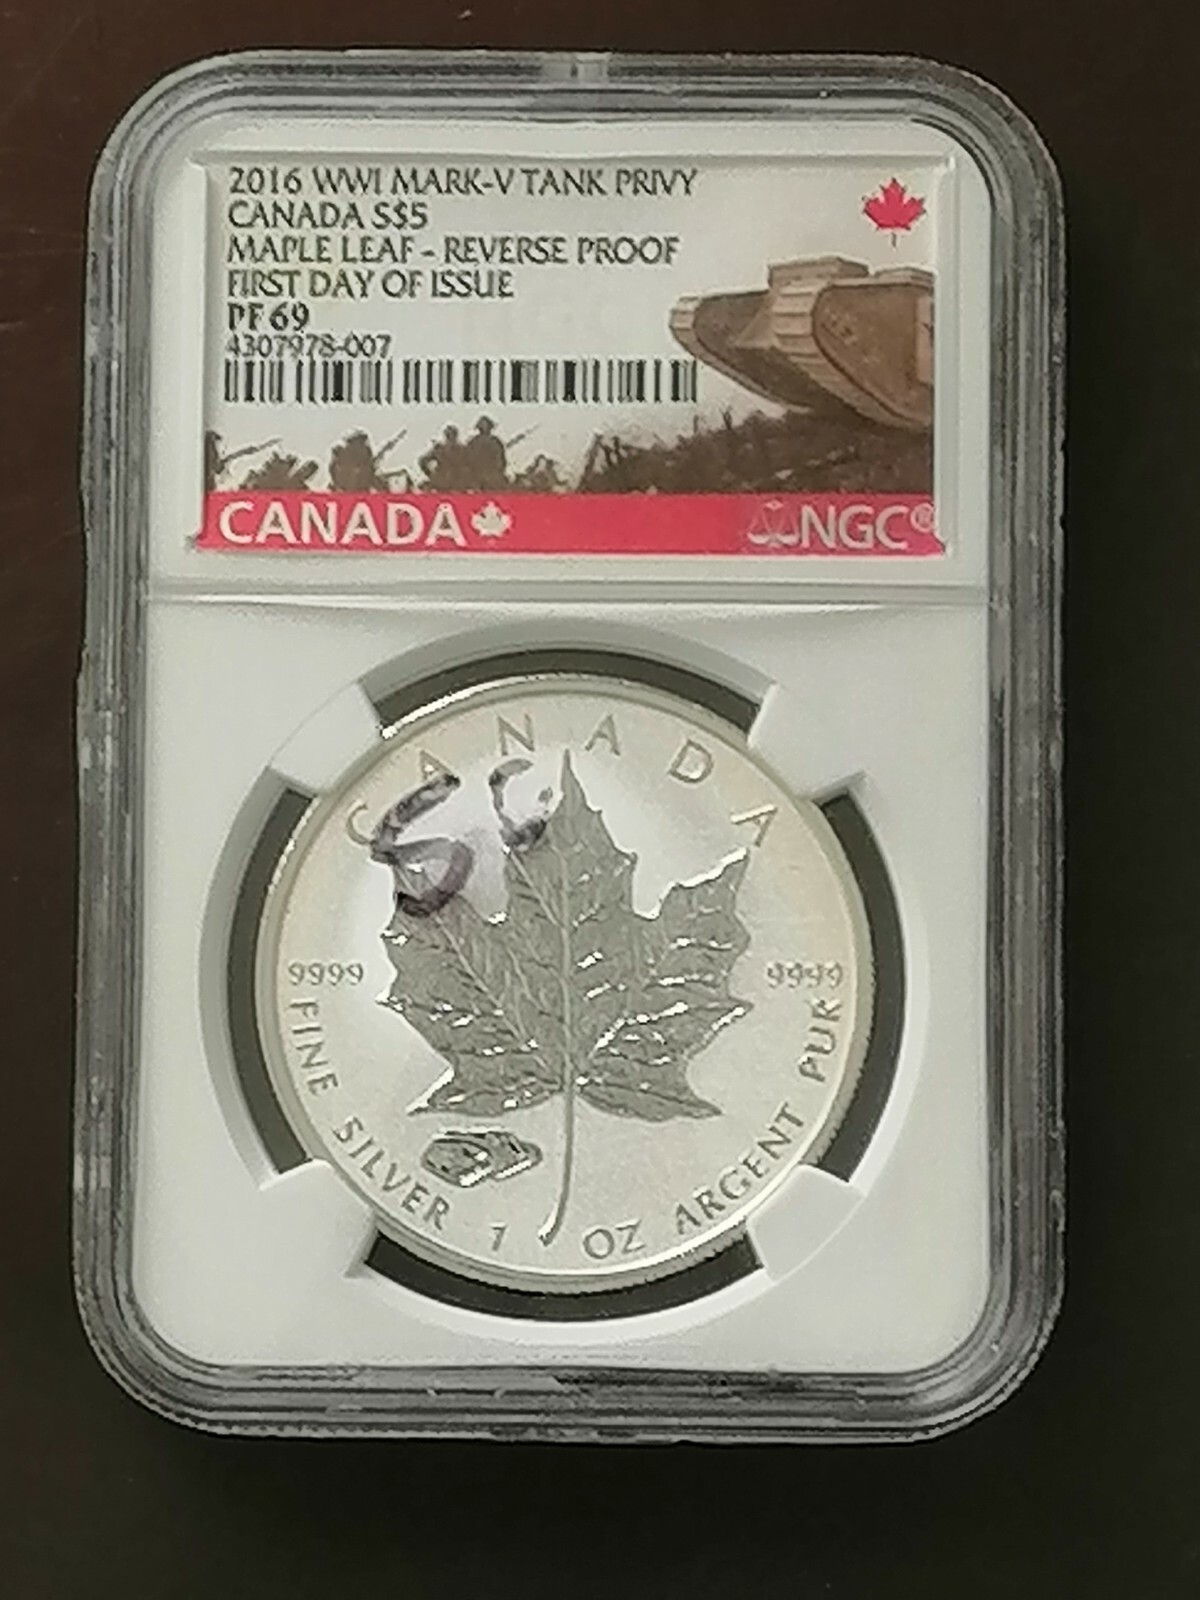 2016 WWI MARK-V TANK PRIVY
CANADA S$5
MAPLE LEAF - REVERSE PROOF
FIRST DAY OF ISSUE
PF 69
4307978-007
CANADA
NGC®
CANADA
9999
9999
FINE SILVER 1 OZ ARGENT PUR